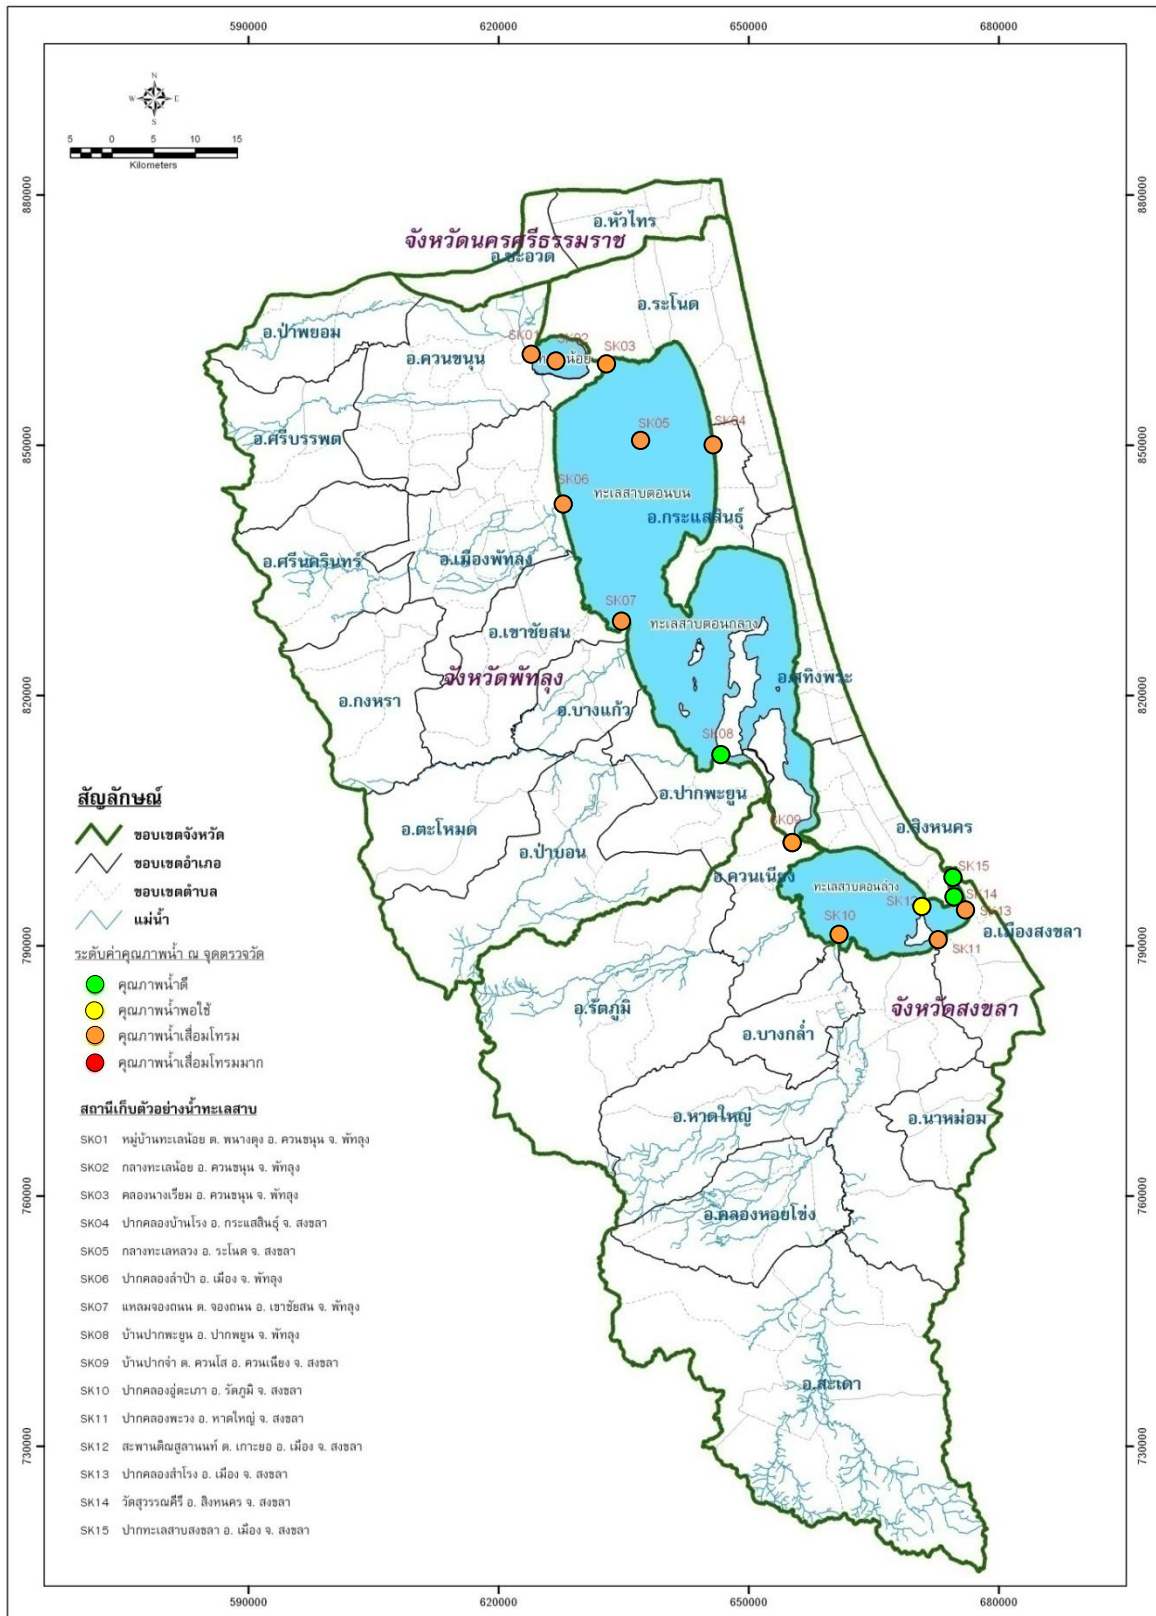 590000 620000 650000 680000
N
W E
S
5 0 5 10 15
Kilometers
880000 880000
อ.หัวไทร
จังหวัดนครศรีธรรมราช
อ.ชะอวด
อ.ระโนด
อ.ป่าพยอม
SK01 SK02 SK03
อ.ควนขนุน
SK05 SK04
850000 850000
อ.ศรีบรรพต
SK06
ทะเลสาบตอนบน
อ.กระแสสินธุ์
อ.ศรีนครินทร์ อ.เมืองพัทลุง
SK07
ทะเลสาบตอนกลาง
อ.เขาชัยสน
จังหวัดพัทลุง อ.สทิงพระ
820000 820000
อ.กงหรา อ.บางแก้ว
SK08
อ.ปากพะยูน
สัญลักษณ์
ขอบเขตจังหวัด
ขอบเขตอำเภอ
ขอบเขตตำบล
แม่น้ำ
อ.ตะโหมด
อ.ป่าบอน
SK09
อ.สิงหนคร
อ.ควนเนียง
ทะเลสาบตอนล่าง
SK15
SK14
SK12
SK13
SK10
อ.เมืองสงขลา
SK11
790000 790000
ระดับค่าคุณภาพน้ำ ณ จุดตรวจวัด
คุณภาพน้ำดี
คุณภาพน้ำพอใช้
คุณภาพน้ำเสื่อมโทรม
คุณภาพน้ำเสื่อมโทรมมาก
อ.รัตภูมิ
จังหวัดสงขลา
อ.บางกล่ำ
อ.หาดใหญ่
อ.นาหม่อม
760000 760000
อ.คลองหอยโข่ง
อ.สะเดา
730000 730000
สถานีเก็บตัวอย่างน้ำทะเลสาบ
SK01 หมู่บ้านทะเลน้อย ต. พนางตุง อ. ควนขนุน จ. พัทลุง
SK02 กลางทะเลน้อย อ. ควนขนุน จ. พัทลุง
SK03 คลองนางเรียม อ. ควนขนุน จ. พัทลุง
SK04 ปากคลองบ้านโรง อ. กระแสสินธุ์ จ. สงขลา
SK05 กลางทะเลหลวง อ. ระโนด จ. สงขลา
SK06 ปากคลองลำปำ อ. เมือง จ. พัทลุง
SK07 แหลมจองถนน ต. จองถนน อ. เขาชัยสน จ. พัทลุง
SK08 บ้านปากพะยูน อ. ปากพยูน จ. พัทลุง
SK09 บ้านปากจ่า ต. ควนโส อ. ควนเนียง จ. สงขลา
SK10 ปากคลองอู่ตะเภา อ. รัตภูมิ จ. สงขลา
SK11 ปากคลองพะวง อ. หาดใหญ่ จ. สงขลา
SK12 สะพานติณสูลานนท์ ต. เกาะยอ อ. เมือง จ. สงขลา
SK13 ปากคลองสำโรง อ. เมือง จ. สงขลา
SK14 วัดสุวรรณคีรี อ. สิงหนคร จ. สงขลา
SK15 ปากทะเลสาบสงขลา อ. เมือง จ. สงขลา
590000 620000 650000 680000